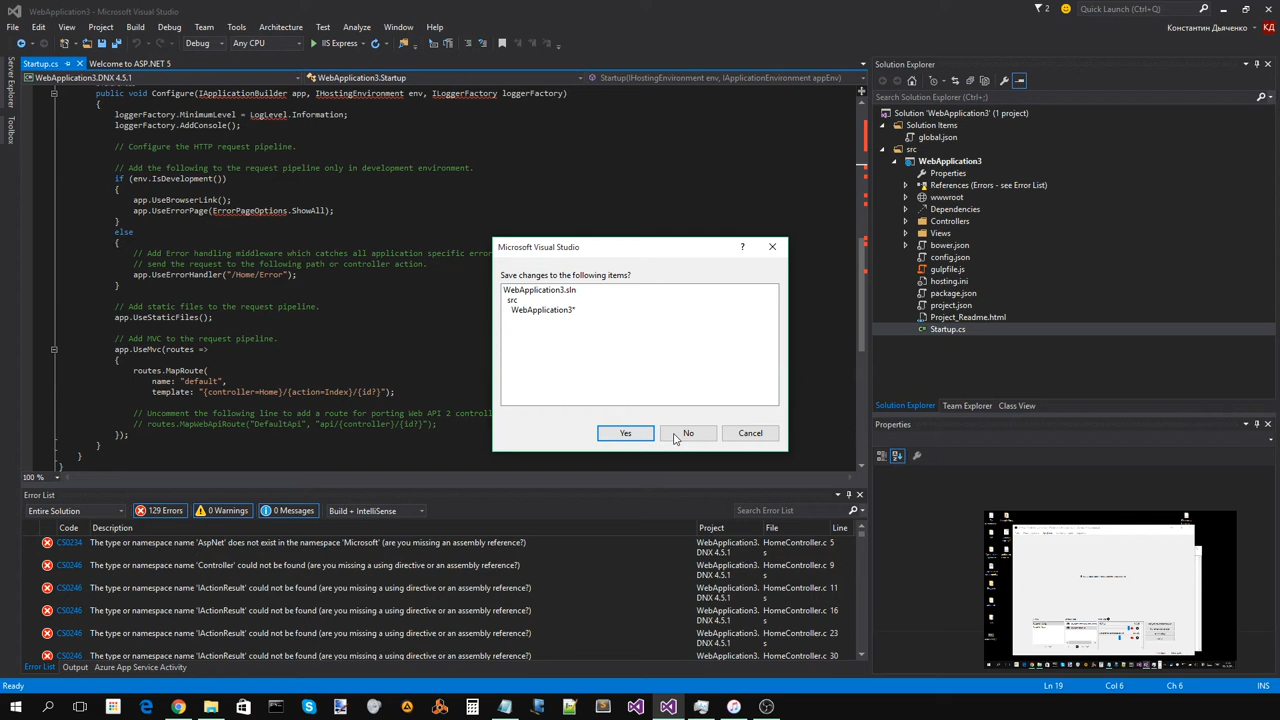 WebApplication3 - Microsoft Visual Studio
2
Quick Launch (Ctrl+Q)
File Edit View Project Build Debug Team Tools Architecture Test Analyze Window Help
Константин Дьяченко КД
Debug Any CPU IIS Express
Startup.cs Welcome to ASP.NET 5
WebApplication3.DNX 4.5.1 WebApplication3.Startup Startup(IHostingEnvironment env, IApplicationEnvironment appEnv)
Server Explorer
Toolbox
public void Configure(IApplicationBuilder app, IHostingEnvironment env, ILoggerFactory loggerFactory)
{
loggerFactory.MinimumLevel = LogLevel.Information;
loggerFactory.AddConsole();
// Configure the HTTP request pipeline.
// Add the following to the request pipeline only in development environment.
if (env.IsDevelopment())
{
app.UseBrowserLink();
app.UseErrorPage(ErrorPageOptions.ShowAll);
}
else
{
// Add Error handling middleware which catches all application specific error
// send the request to the following path or controller action.
app.UseErrorHandler("/Home/Error");
}
// Add static files to the request pipeline.
app.UseStaticFiles();
// Add MVC to the request pipeline.
app.UseMvc(routes =>
{
routes.MapRoute(
name: "default",
template: "{controller=Home}/{action=Index}/{id?}");
// Uncomment the following line to add a route for porting Web API 2 controll
// routes.MapWebApiRoute("DefaultApi", "api/{controller}/{id?}");
});
}
}
100 %
Microsoft Visual Studio ?
Save changes to the following items?
WebApplication3.sln
src
WebApplication3*
Yes No Cancel
Solution Explorer
Search Solution Explorer (Ctrl+;)
Solution 'WebApplication3' (1 project)
Solution Items
global.json
src
WebApplication3
Properties
References (Errors - see Error List)
wwwroot
Dependencies
Controllers
Views
bower.json
config.json
gulpfile.js
hosting.ini
package.json
project.json
Project_Readme.html
Startup.cs
Solution Explorer Team Explorer Class View
Properties
Error List
Entire Solution 129 Errors 0 Warnings 0 Messages Build + IntelliSense Search Error List
Code Description Project File Line
CS0234 The type or namespace name 'AspNet' does not exist in the namespace 'Microsoft' (are you missing an assembly reference?) WebApplication3. HomeController.c 5
DNX 4.5.1 s
CS0246 The type or namespace name 'Controller' could not be found (are you missing a using directive or an assembly reference?) WebApplication3. HomeController.c 9
DNX 4.5.1 s
CS0246 The type or namespace name 'IActionResult' could not be found (are you missing a using directive or an assembly reference?) WebApplication3. HomeController.c 11
DNX 4.5.1 s
CS0246 The type or namespace name 'IActionResult' could not be found (are you missing a using directive or an assembly reference?) WebApplication3. HomeController.c 16
DNX 4.5.1 s
CS0246 The type or namespace name 'IActionResult' could not be found (are you missing a using directive or an assembly reference?) WebApplication3. HomeController.c 23
DNX 4.5.1 s
CS0246 The type or namespace name 'IActionResult' could not be found (are you missing a using directive or an assembly reference?) WebApplication3. HomeController.c 30
Error List Output Azure App Service Activity
Ready Ln 19 Col 6 Ch 6 INS